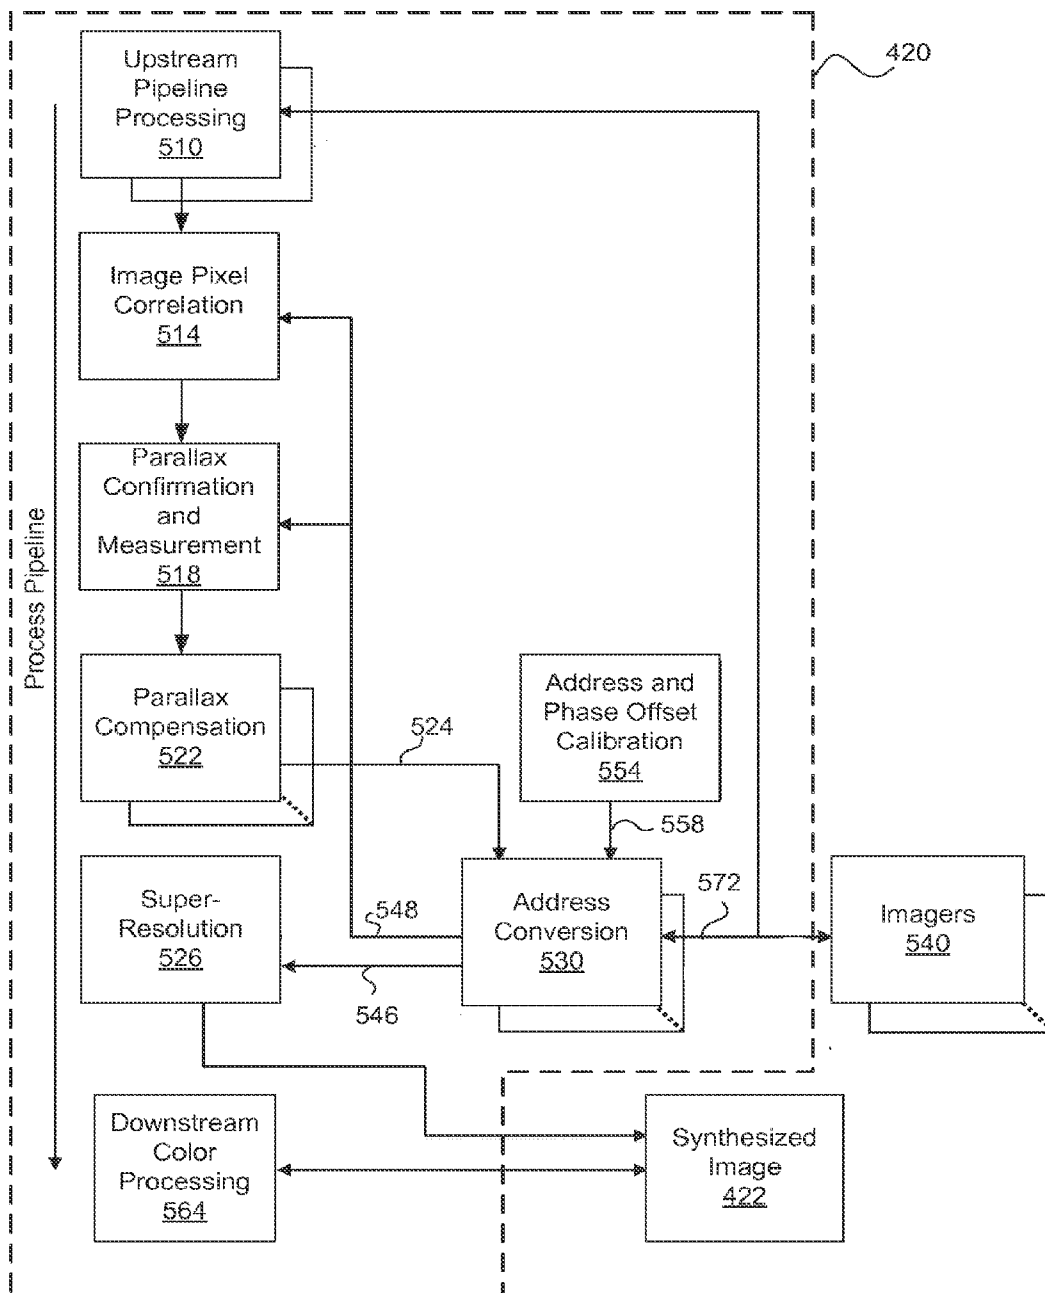 420
Upstream
Pipeline
Processing
510
Image Pixel
Correlation
514
Parallax
Confirmation
and
Measurement
518
Process Pipeline
Parallax
Compensation
522
524
Address and
Phase Offset
Calibration
554
558
Super-
Resolution
526
548
546
Address
Conversion
530
572
Imagers
540
Downstream
Color
Processing
564
Synthesized
Image
422